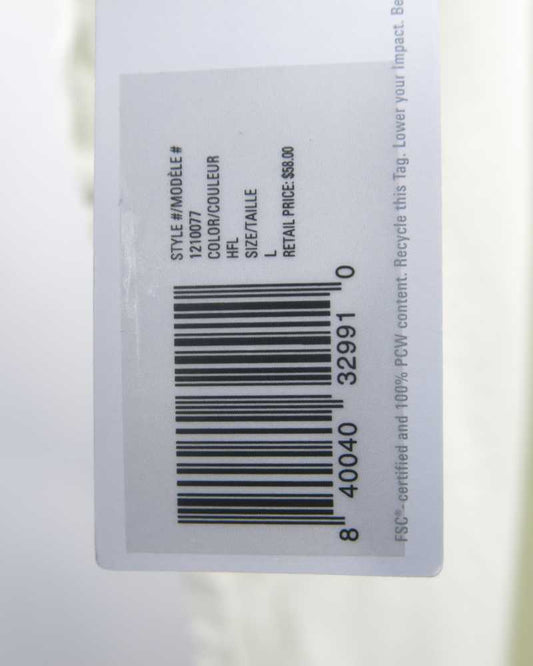 STYLE #/MODÈLE #
1210077
COLOR/COULEUR
HFL
SIZE/TAILLE
L
RETAIL PRICE: $58.00
8 40040 32991 0
FSC®-certified and 100% PCW content. Recycle this Tag. Lower your Impact. Be